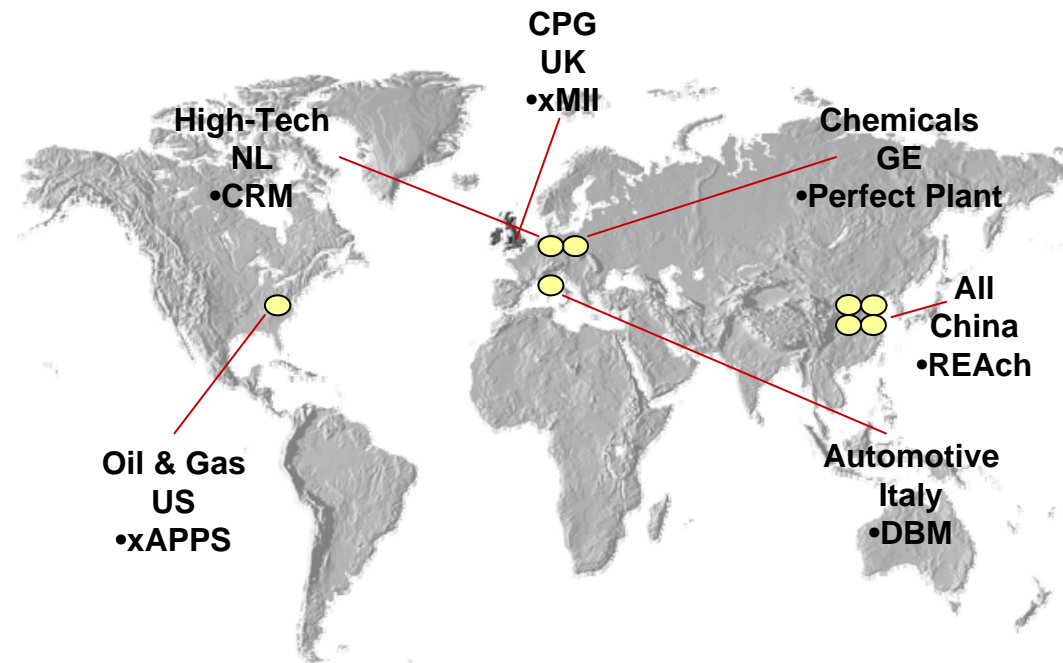 CPG
UK
•xMII
High-Tech
NL
•CRM
Chemicals
GE
•Perfect Plant
All
China
•REAch
Oil & Gas
US
•xAPPS
Automotive
Italy
•DBM